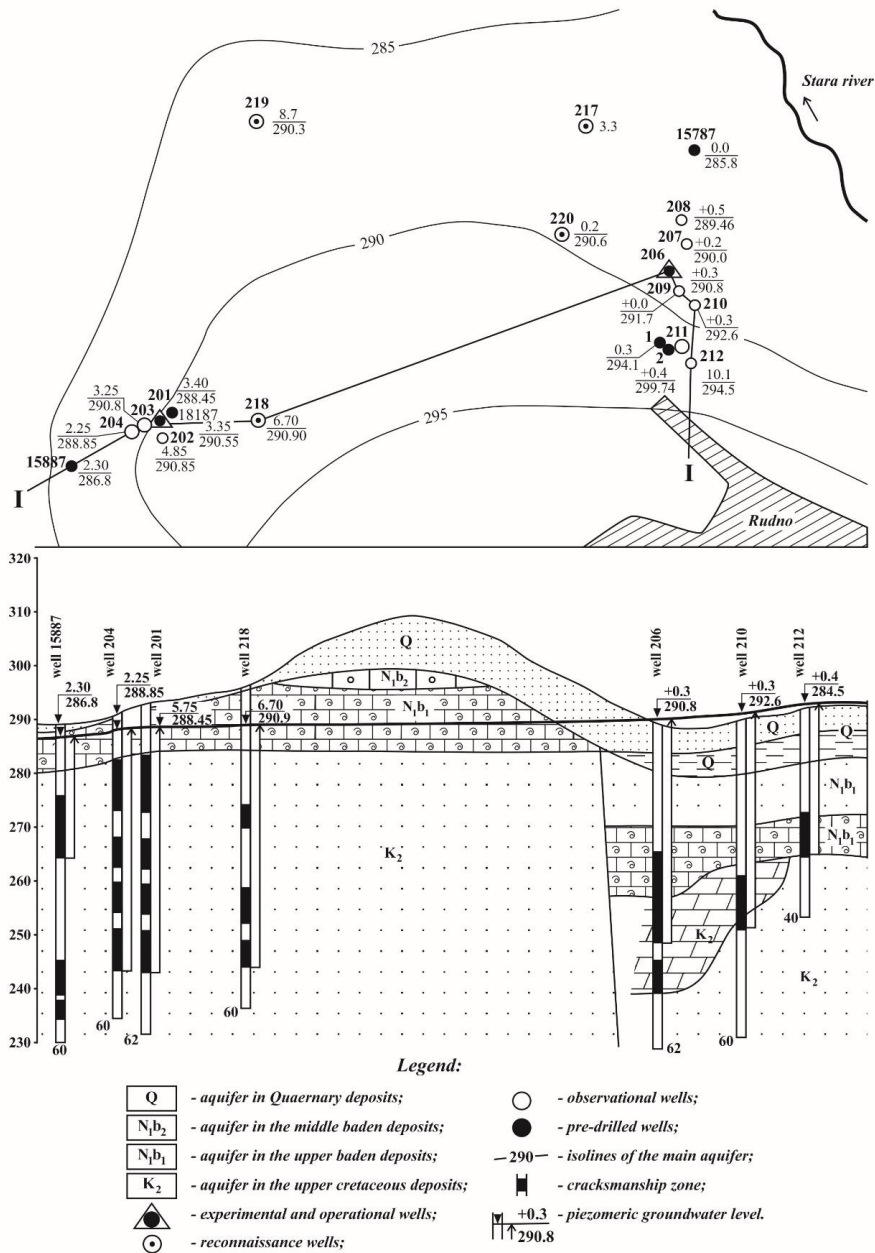 285
Stara river
219
8.7
290.3
217
3.3
15787
0.0
285.8
208
+0.5
289.46
220
0.2
290.6
290
207
+0.2
290.0
206
+0.3
290.8
209
210
+0.0
291.7
+0.3
292.6
1
211
2
212
0.3
294.1
+0.4
299.74
10.1
294.5
3.25
290.8
201
3.40
288.45
203
18187
218
295
2.25
288.85
204
202
3.35
290.55
6.70
290.90
4.85
290.85
15887
2.30
286.8
I
I
Rudno
320
310
300
290
280
270
260
250
240
230
well 15887
well 204
well 201
well 218
well 206
well 210
well 212
2.30
286.8
2.25
288.85
5.75
288.45
6.70
290.9
+0.3
290.8
+0.3
292.6
+0.4
284.5
Q
N₁b₂
N₁b₁
Q
Q
Q
N₁b₁
N₁b₁
K₂
K₂
K₂
60
60
62
60
62
60
40
Legend:
Q - aquifer in Quaernary deposits;
N₁b₂ - aquifer in the middle baden deposits;
N₁b₁ - aquifer in the upper baden deposits;
K₂ - aquifer in the upper cretaceous deposits;
- experimental and operational wells;
- reconnaissance wells;
- observational wells;
- pre-drilled wells;
290 - isolines of the main aquifer;
- cracksmanship zone;
+0.3
290.8
- piezomeric groundwater level.